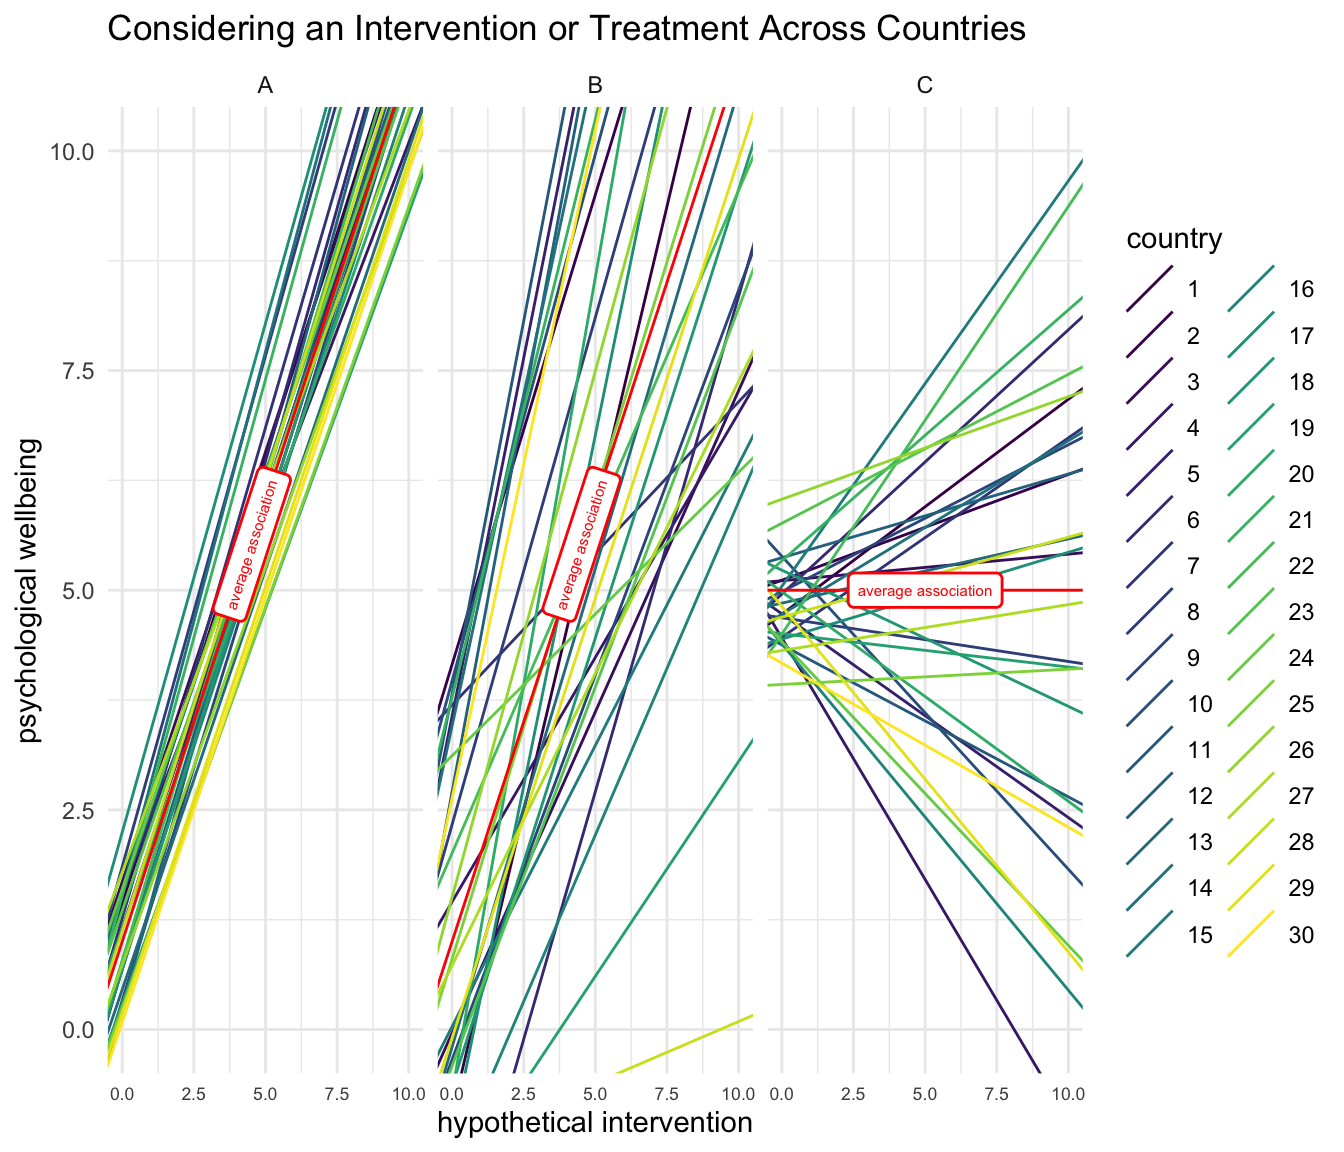 Considering an Intervention or Treatment Across Countries
A B C
10.0
7.5
5.0
2.5
0.0
psychological wellbeing
average association
average association
average association
0.0 2.5 5.0 7.5 10.0 0.0 2.5 5.0 7.5 10.0 0.0 2.5 5.0 7.5 10.0
hypothetical intervention
country
1 16
2 17
3 18
4 19
5 20
6 21
7 22
8 23
9 24
10 25
11 26
12 27
13 28
14 29
15 30